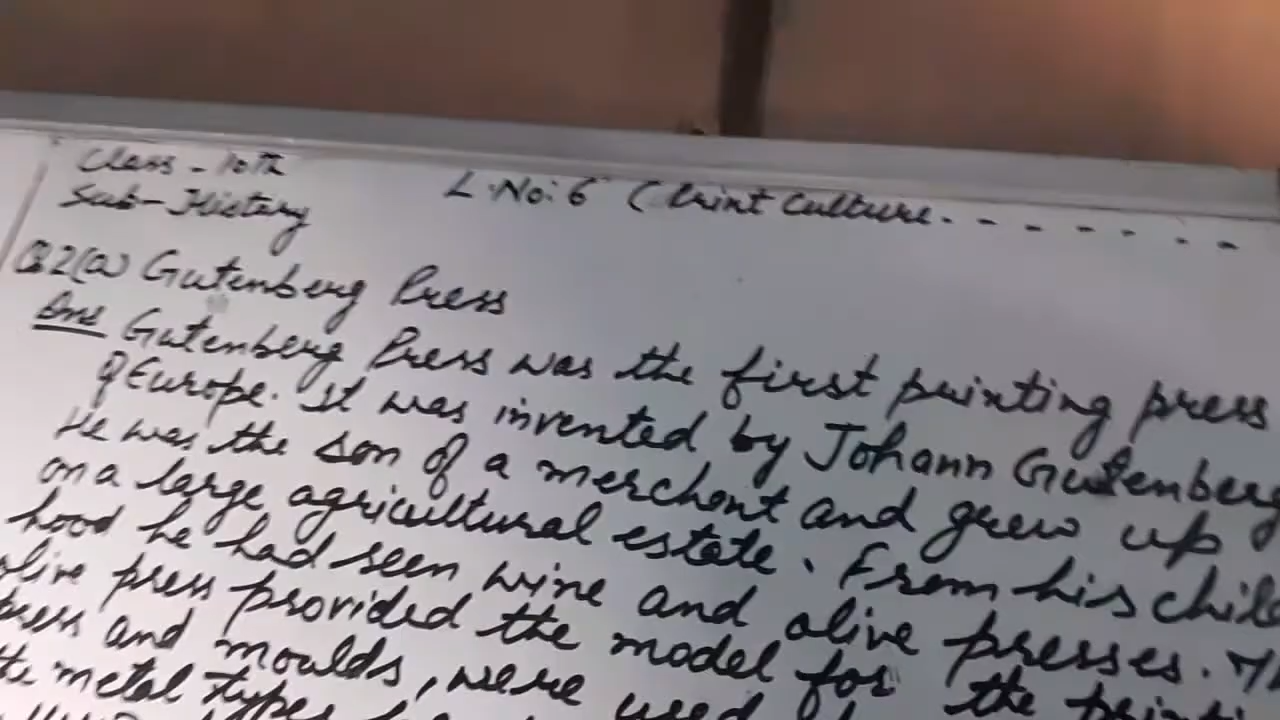 Class - 10th
Sub - History
L.No: 6 (Print Culture. - - - - - - -
Q2(a) Gutenberg Press
Ans Gutenberg Press was the first printing press
of Europe. It was invented by Johann Gutenberg
He was the son of a merchant and grew up
on a large agricultural estate. From his child
hood he had seen wine and olive presses. Th
olive press provided the model for the printi
press and moulds, were used
the metal types